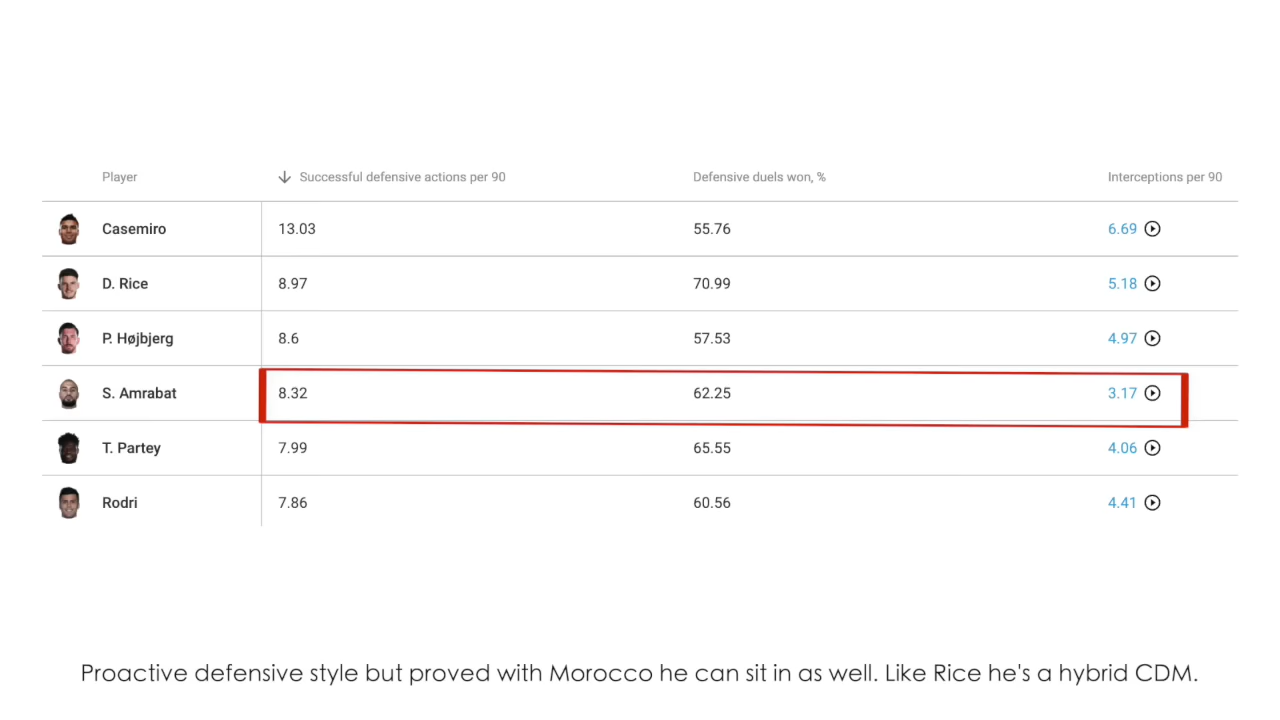 Player Successful defensive actions per 90 Defensive duels won, % Interceptions per 90
Casemiro 13.03 55.76 6.69
D. Rice 8.97 70.99 5.18
P. Højbjerg 8.6 57.53 4.97
S. Amrabat 8.32 62.25 3.17
T. Partey 7.99 65.55 4.06
Rodri 7.86 60.56 4.41
Proactive defensive style but proved with Morocco he can sit in as well. Like Rice he's a hybrid CDM.